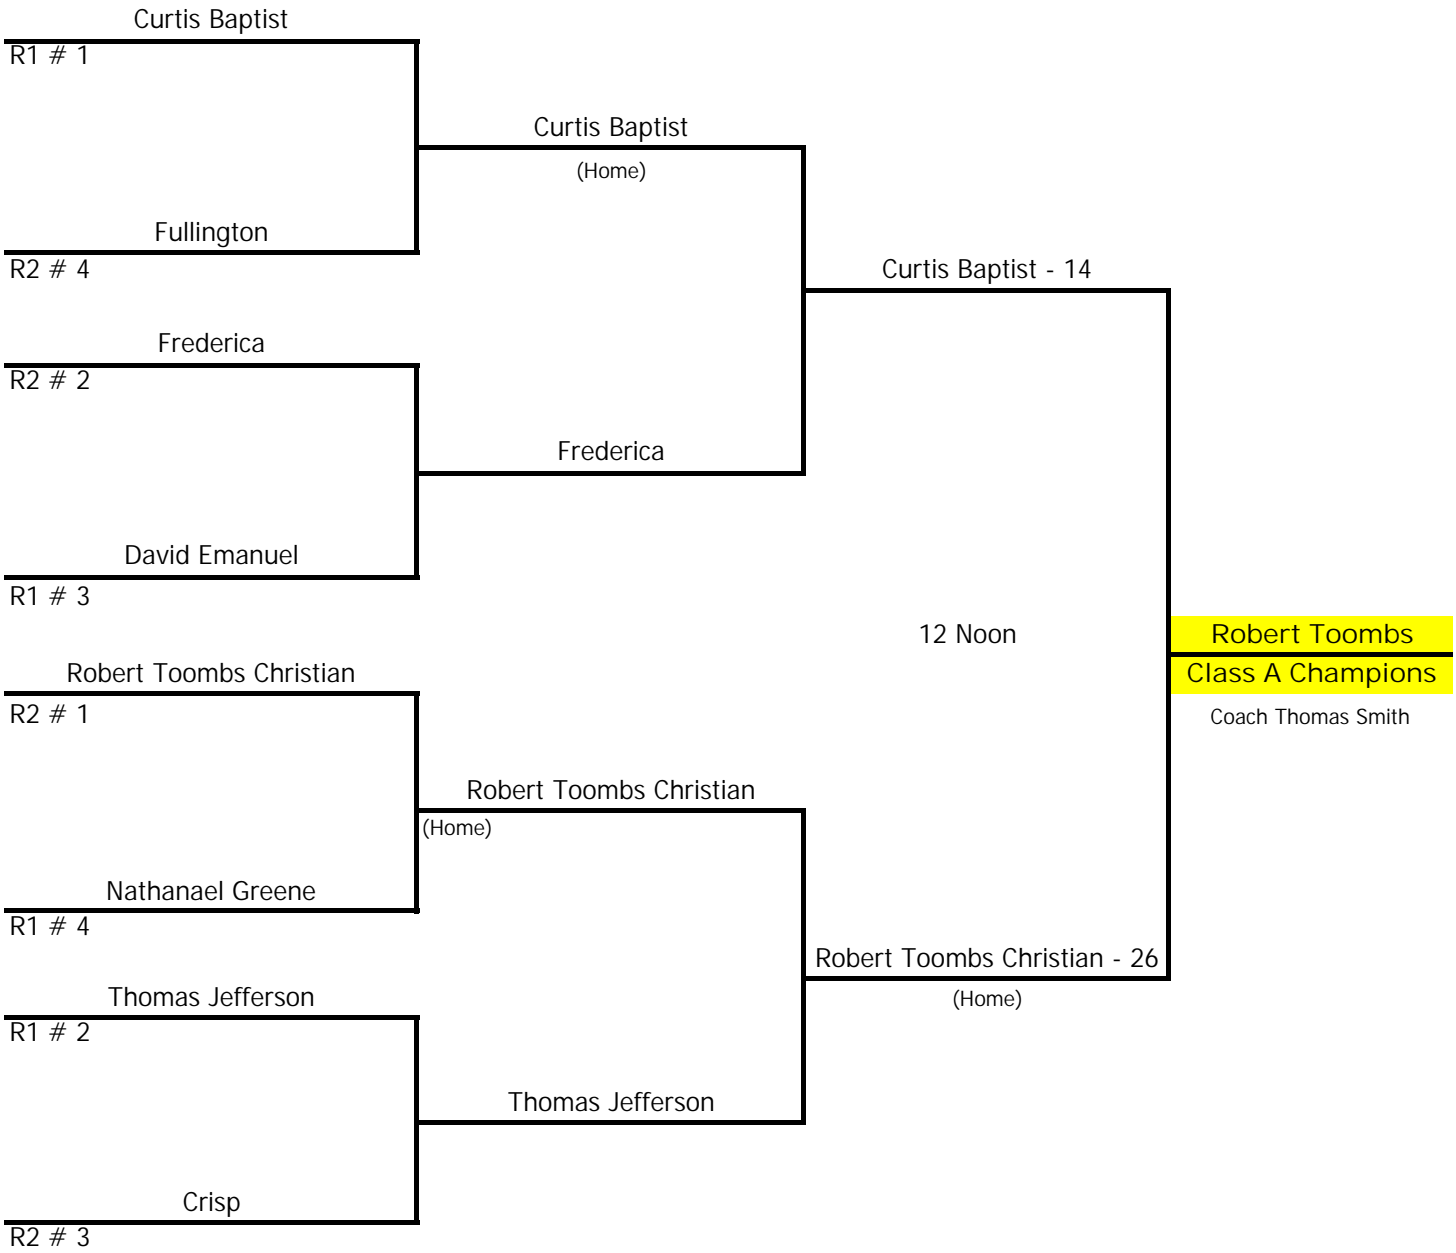 Curtis Baptist
R1 # 1
Curtis Baptist
(Home)
Fullington
R2 # 4
Curtis Baptist - 14
Frederica
R2 # 2
Frederica
David Emanuel
R1 # 3
12 Noon
Robert Toombs
Class A Champions
Coach Thomas Smith
Robert Toombs Christian
R2 # 1
Robert Toombs Christian
(Home)
Nathanael Greene
R1 # 4
Robert Toombs Christian - 26
(Home)
Thomas Jefferson
R1 # 2
Thomas Jefferson
Crisp
R2 # 3